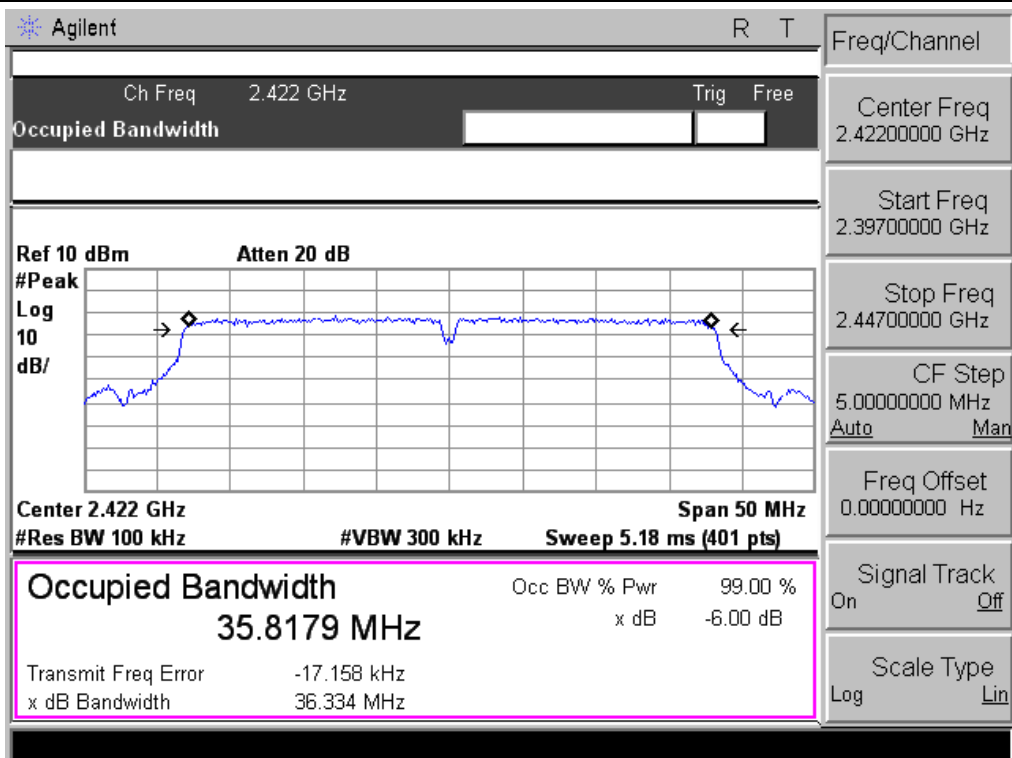 Agilent R T
Ch Freq 2.422 GHz Trig Free
Occupied Bandwidth
Ref 10 dBm Atten 20 dB
#Peak
Log
10
dB/
Center 2.422 GHz Span 50 MHz
#Res BW 100 kHz #VBW 300 kHz Sweep 5.18 ms (401 pts)
Occupied Bandwidth Occ BW % Pwr 99.00 %
35.8179 MHz x dB -6.00 dB
Transmit Freq Error -17.158 kHz
x dB Bandwidth 36.334 MHz
Freq/Channel
Center Freq
2.42200000 GHz
Start Freq
2.39700000 GHz
Stop Freq
2.44700000 GHz
CF Step
5.00000000 MHz
Auto Man
Freq Offset
0.00000000 Hz
Signal Track
On Off
Scale Type
Log Lin